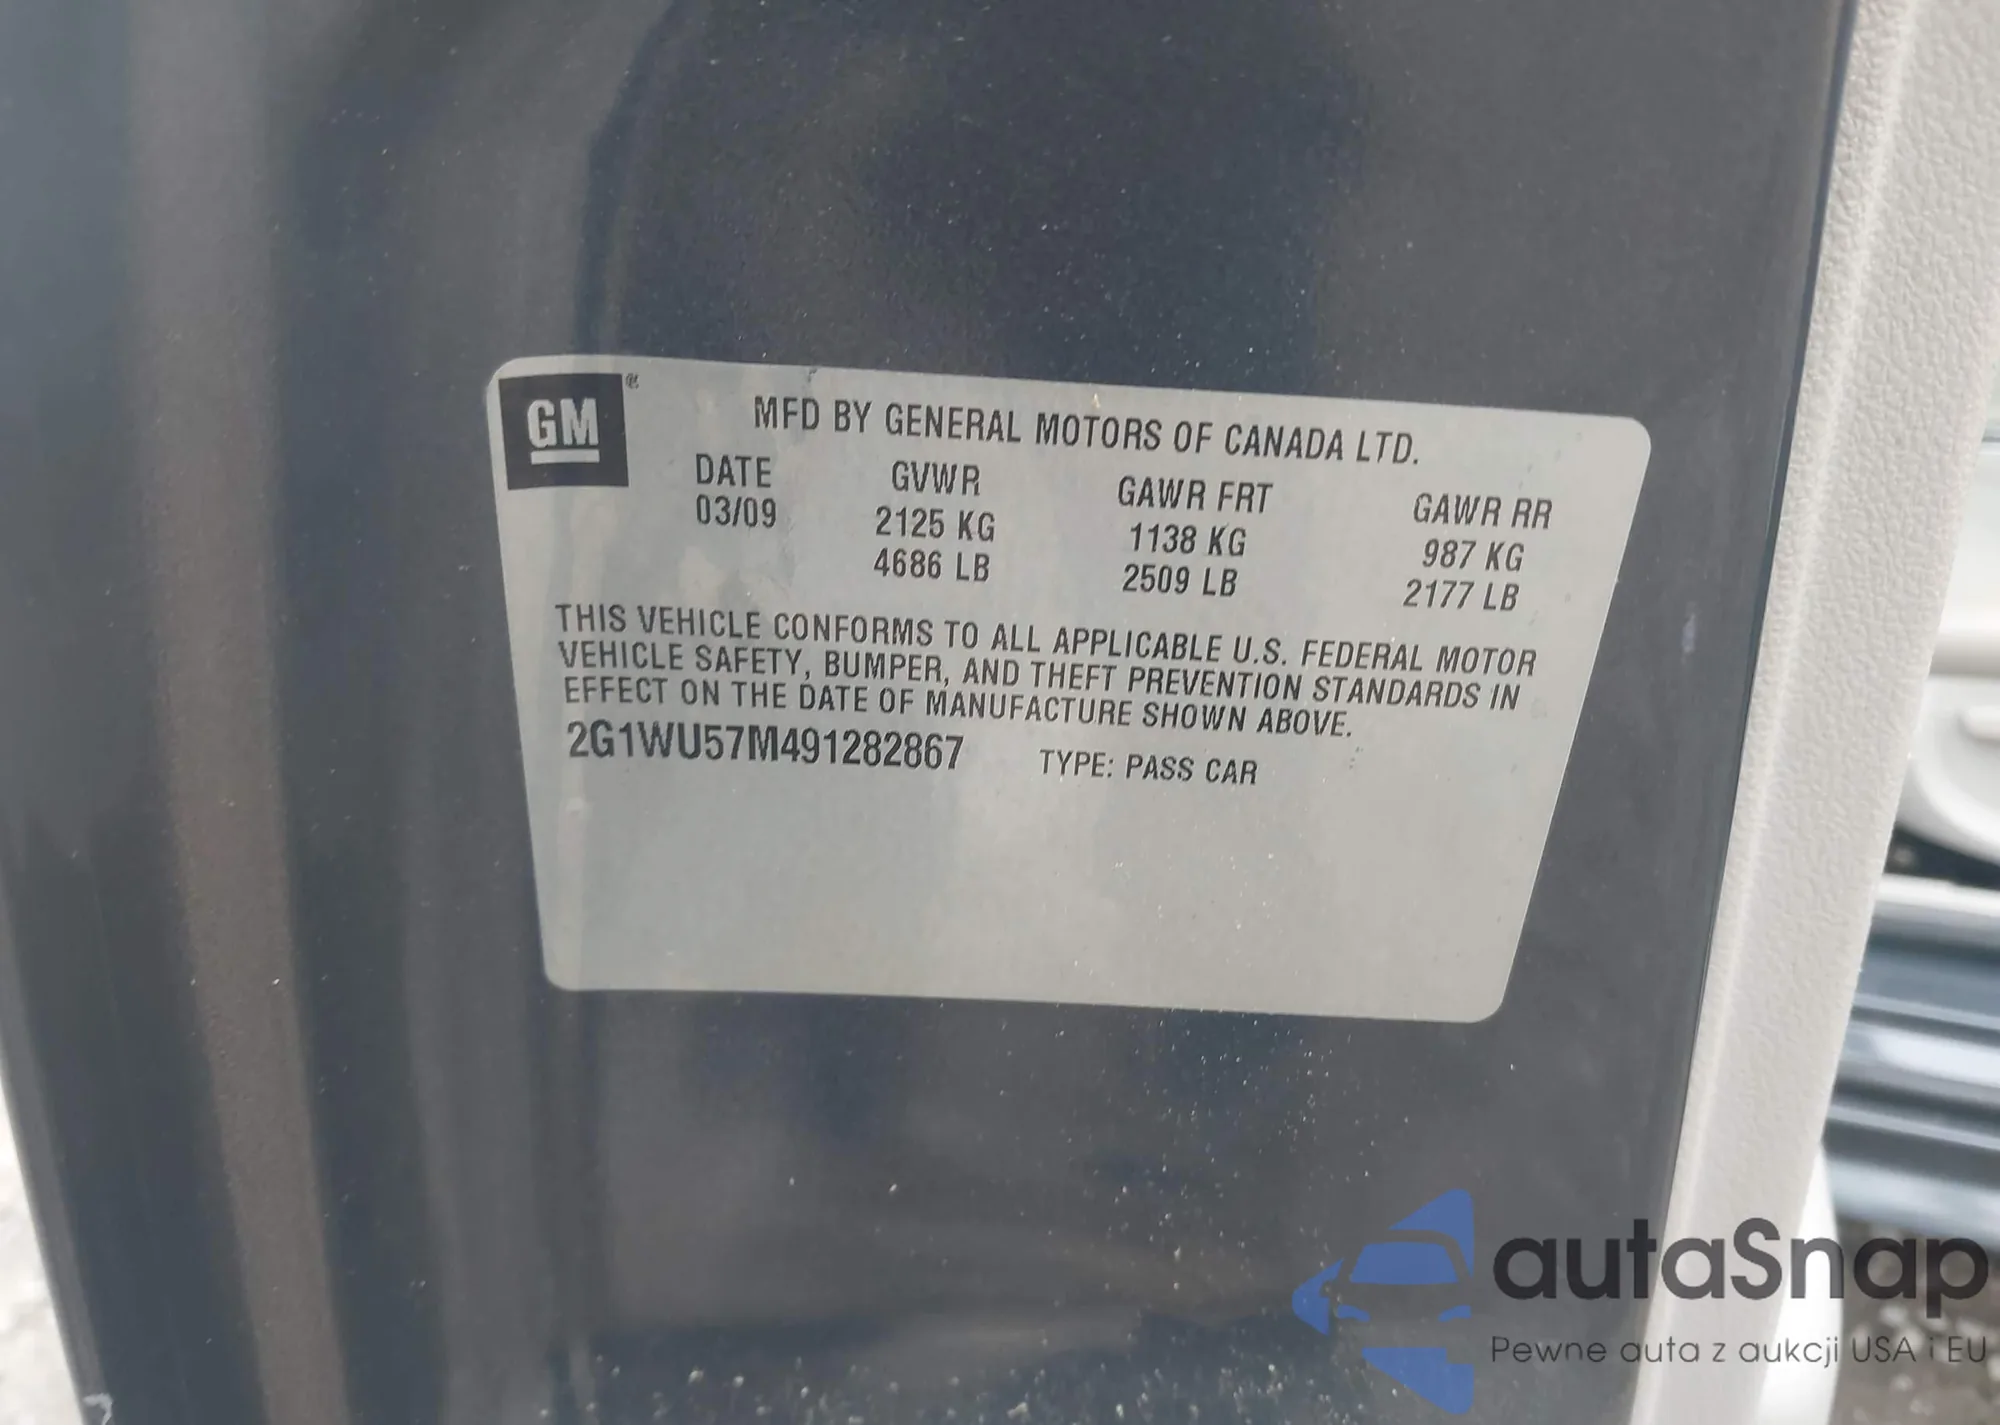 GM ®
MFD BY GENERAL MOTORS OF CANADA LTD.
DATE GVWR GAWR FRT GAWR RR
03/09 2125 KG 1138 KG 987 KG
4686 LB 2509 LB 2177 LB
THIS VEHICLE CONFORMS TO ALL APPLICABLE U.S. FEDERAL MOTOR
VEHICLE SAFETY, BUMPER, AND THEFT PREVENTION STANDARDS IN
EFFECT ON THE DATE OF MANUFACTURE SHOWN ABOVE.
2G1WU57M491282867 TYPE: PASS CAR
autaSnap
Pewne auta z aukcji USA i EU